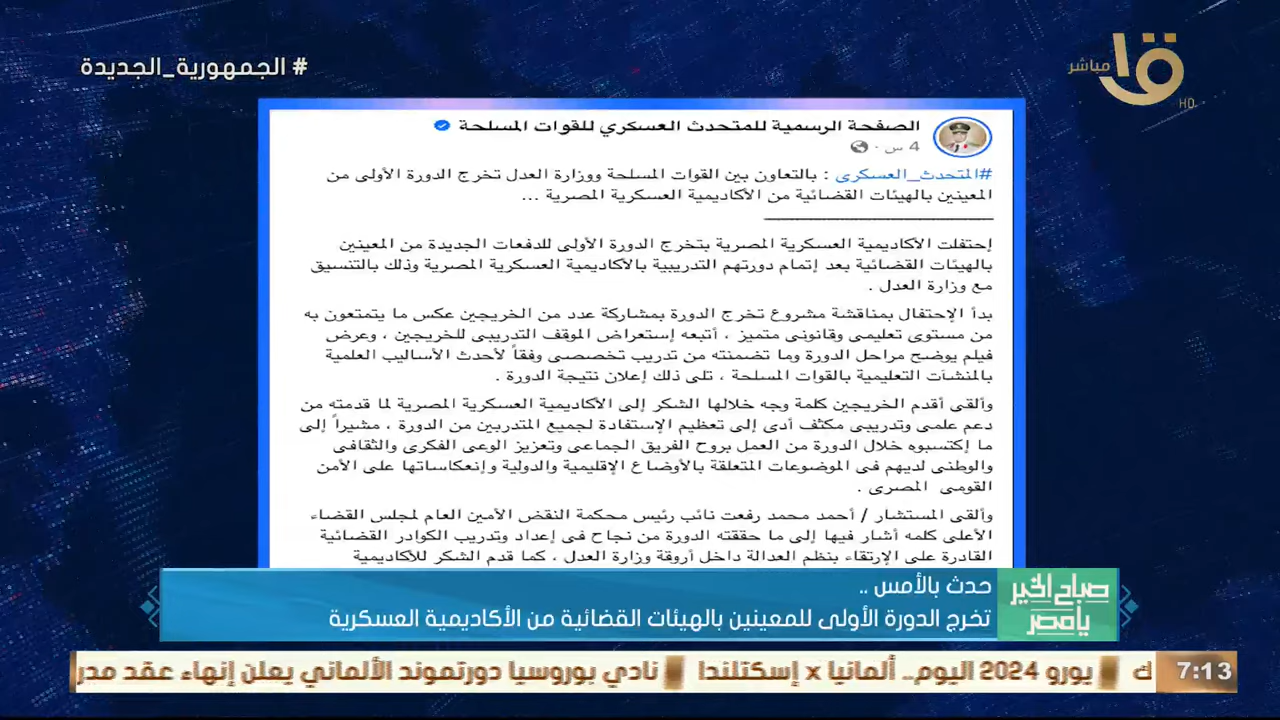 # الجمهورية_الجديدة
مباشر
HD
الصفحة الرسمية للمتحدث العسكري للقوات المسلحة
4 س ·
#المتحدث_العسكرى : بالتعاون بين القوات المسلحة ووزارة العدل تخرج الدورة الأولى من
المعينين بالهيئات القضائية من الأكاديمية العسكرية المصرية ...
إحتفلت الأكاديمية العسكرية المصرية بتخرج الدورة الأولى للدفعات الجديدة من المعينين
بالهيئات القضائية بعد إتمام دورتهم التدريبية بالأكاديمية العسكرية المصرية وذلك بالتنسيق
مع وزارة العدل .
بدأ الإحتفال بمناقشة مشروع تخرج الدورة بمشاركة عدد من الخريجين عكس ما يتمتعون به
من مستوى تعليمى وقانونى متميز ، أتبعه إستعراض الموقف التدريبى للخريجين ، وعرض
فيلم يوضح مراحل الدورة وما تضمنته من تدريب تخصصى وفقاً لأحدث الأساليب العلمية
بالمنشآت التعليمية بالقوات المسلحة ، تلى ذلك إعلان نتيجة الدورة .
وألقى أقدم الخريجين كلمة وجه خلالها الشكر إلى الأكاديمية العسكرية المصرية لما قدمته من
دعم علمى وتدريبى مكثف أدى إلى تعظيم الإستفادة لجميع المتدربين من الدورة ، مشيراً إلى
ما إكتسبوه خلال الدورة من العمل بروح الفريق الجماعى وتعزيز الوعى الفكرى والثقافى
والوطنى لديهم فى الموضوعات المتعلقة بالأوضاع الإقليمية والدولية وإنعكاساتها على الأمن
القومى المصرى .
وألقى المستشار / أحمد محمد رفعت نائب رئيس محكمة النقض الأمين العام لمجلس القضاء
الأعلى كلمه أشار فيها إلى ما حققته الدورة من نجاح فى إعداد وتدريب الكوادر القضائية
القادرة على الإرتقاء بنظم العدالة داخل أروقة وزارة العدل ، كما قدم الشكر للأكاديمية
صباح الخير
يا مصر
حدث بالأمس ..
تخرج الدورة الأولى للمعينين بالهيئات القضائية من الأكاديمية العسكرية
7:13
يورو 2024 اليوم.. ألمانيا x إسكتلندا نادي بوروسيا دورتموند الألماني يعلن إنهاء عقد